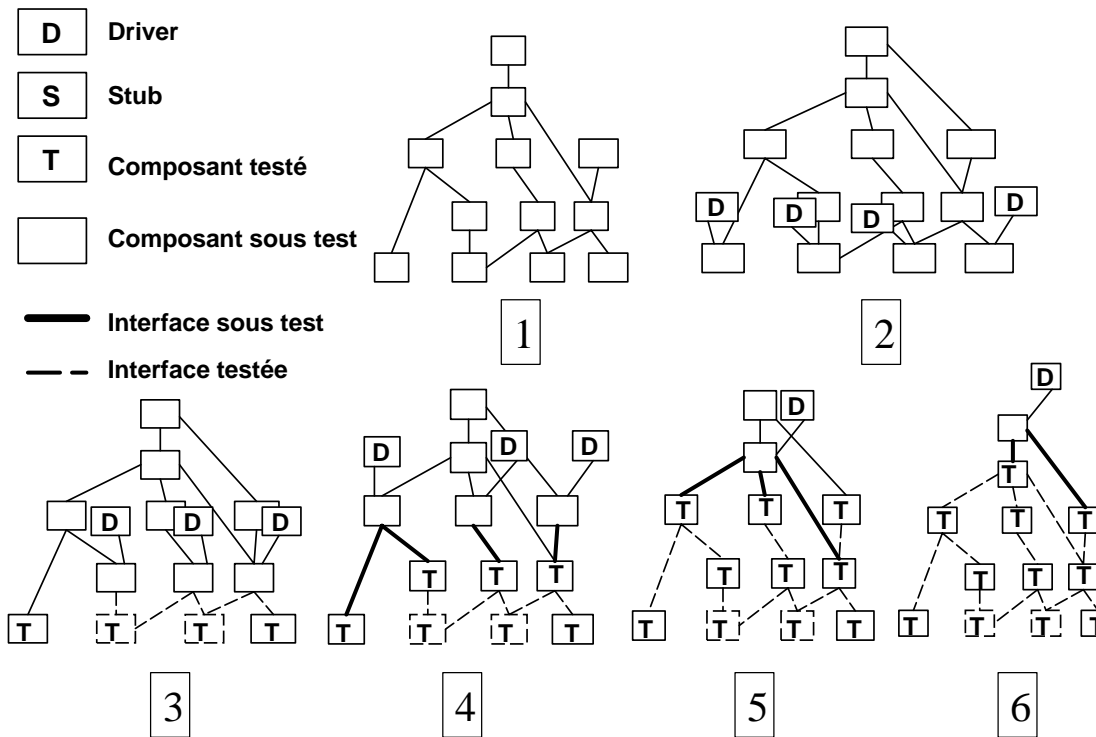 D Driver
S Stub
T Composant testé
Composant sous test
Interface sous test
Interface testée
D D D D
1 2
D
D D D D
D D D
T T T T T
T T T T
T T T T T T T T
T T T T T T T T T T T T
3 4 5 6